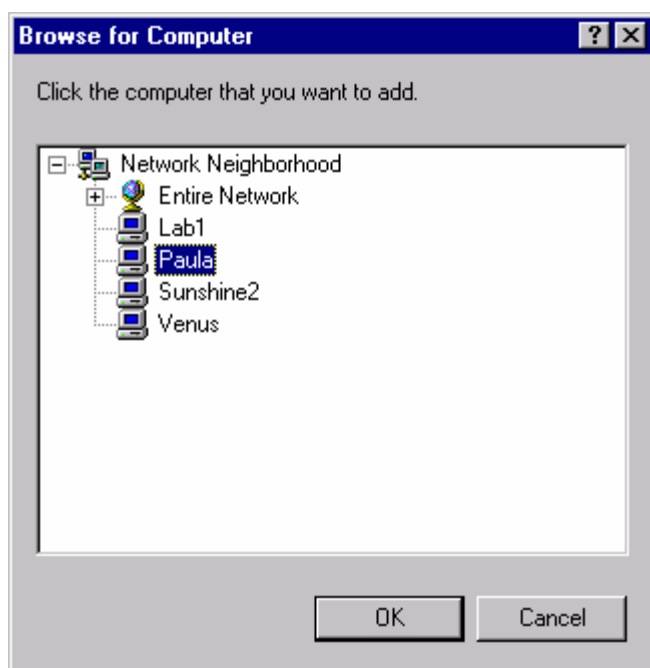 Browse for Computer
Click the computer that you want to add.
Network Neighborhood
Entire Network
Lab1
Paula
Sunshine2
Venus
OK Cancel